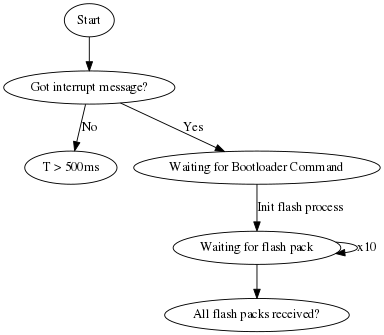 Start
Got interrupt message?
No
Yes
T > 500ms
Waiting for Bootloader Command
Init flash process
Waiting for flash pack
x10
All flash packs received?